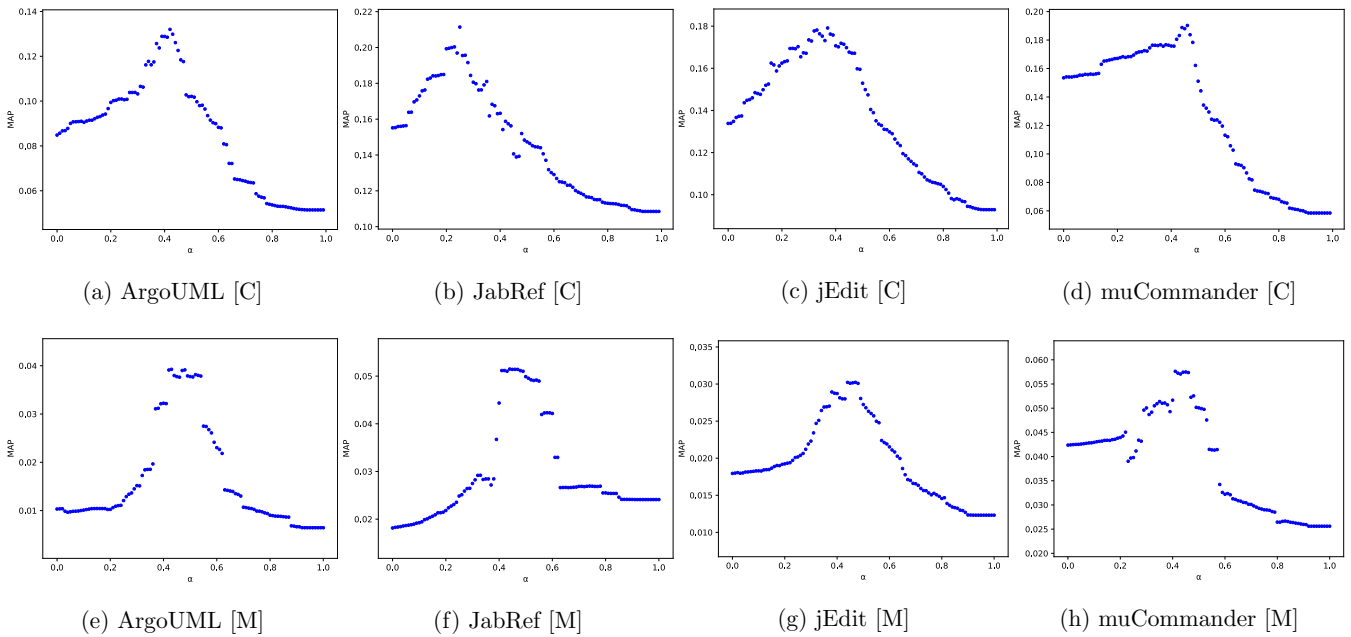 0.14
0.12
0.10
0.08
0.06
MAP
0.0 0.2 0.4 0.6 0.8 1.0
α
(a) ArgoUML [C]
0.22
0.20
0.18
0.16
0.14
0.12
0.10
MAP
0.0 0.2 0.4 0.6 0.8 1.0
α
(b) JabRef [C]
0.18
0.16
0.14
0.12
0.10
MAP
0.0 0.2 0.4 0.6 0.8 1.0
α
(c) jEdit [C]
0.20
0.18
0.16
0.14
0.12
0.10
0.08
0.06
MAP
0.0 0.2 0.4 0.6 0.8 1.0
α
(d) muCommander [C]
0.04
0.03
0.02
0.01
MAP
0.0 0.2 0.4 0.6 0.8 1.0
α
(e) ArgoUML [M]
0.05
0.04
0.03
0.02
MAP
0.0 0.2 0.4 0.6 0.8 1.0
α
(f) JabRef [M]
0.035
0.030
0.025
0.020
0.015
0.010
MAP
0.0 0.2 0.4 0.6 0.8 1.0
α
(g) jEdit [M]
0.060
0.055
0.050
0.045
0.040
0.035
0.030
0.025
0.020
MAP
0.0 0.2 0.4 0.6 0.8 1.0
α
(h) muCommander [M]